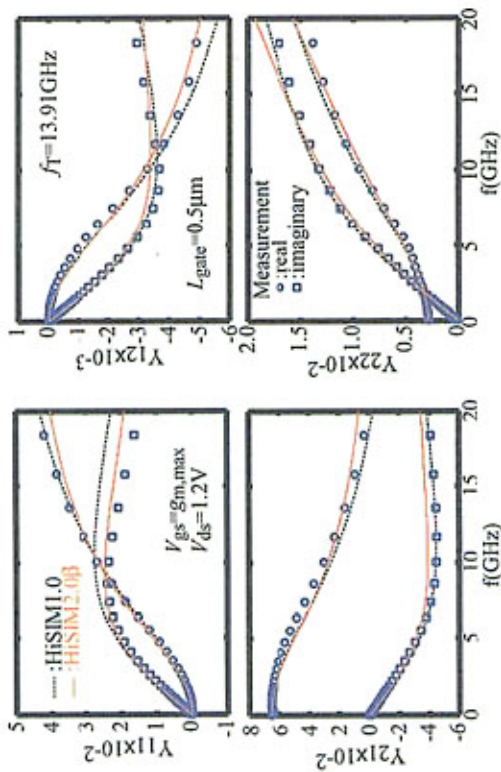 5
4
3
2
1
0
-1
Y11x10-2
·····:HiSIM1.0
—:HiSIM2.0β
Vgs=gm,max
Vds=1.2V
1
0
-1
-2
-3
-4
-5
-6
Y12x10-3
fT=13.91GHz
Lgate=0.5μm
8
6
4
2
0
-2
-4
-6
Y21x10-2
0 5 10 15 20
f(GHz)
2.0
1.5
1.0
0.5
0
Y22x10-2
Measurement
○:real
□:imaginary
0 5 10 15 20
f(GHz)